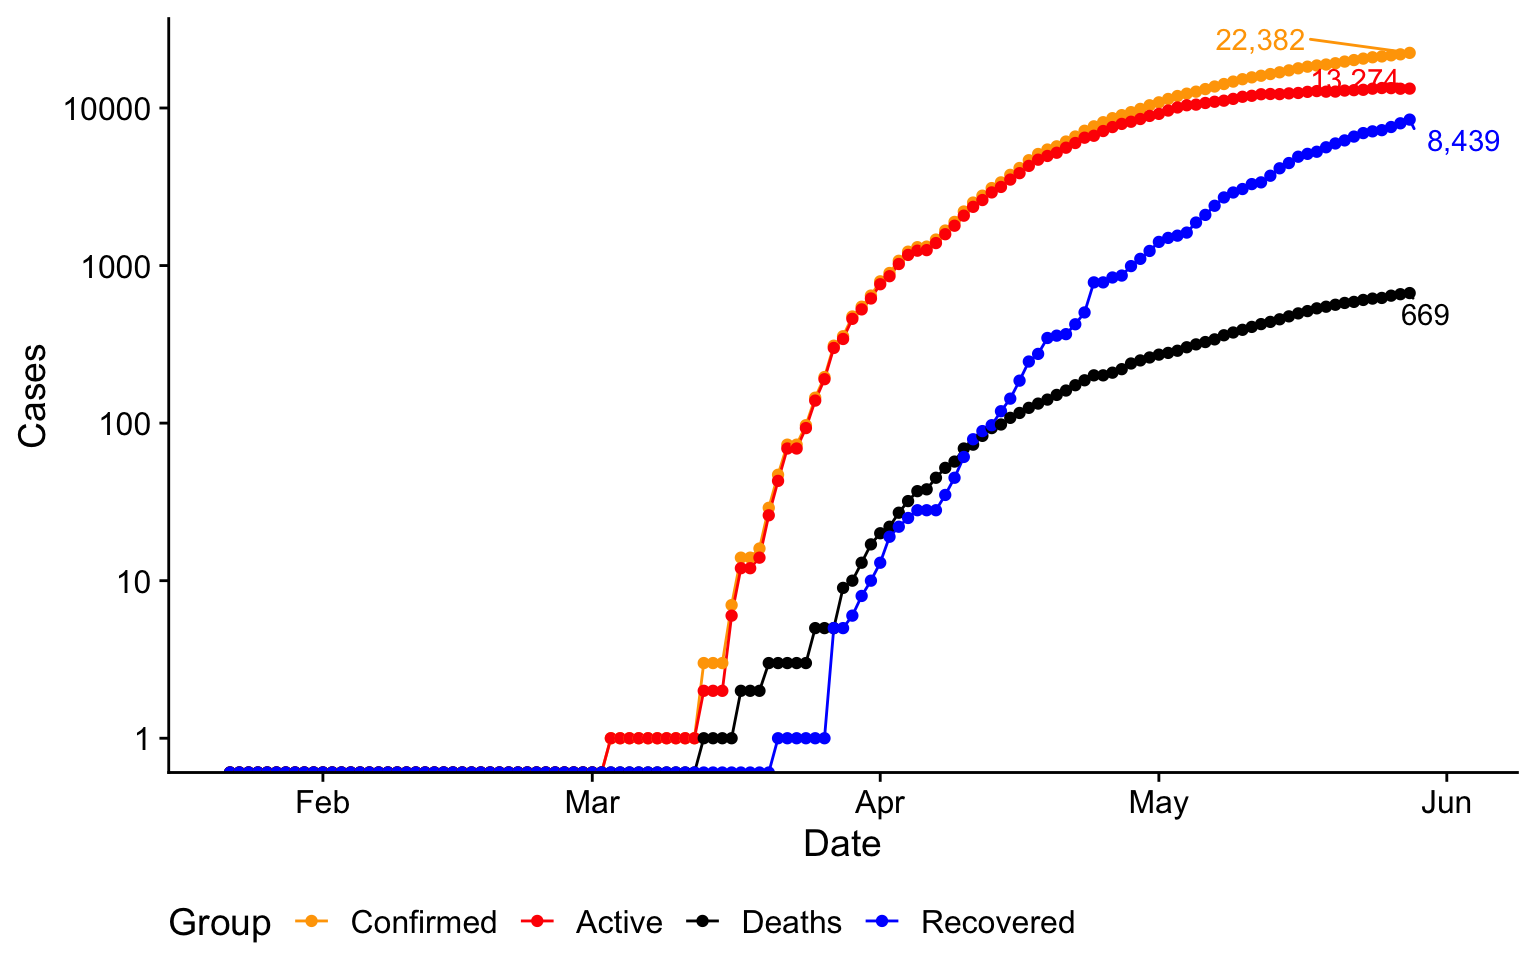 22,382
13,274
10000
8,439
1000
669
Cases
100
10
1
Feb Mar Apr May Jun
Date
Group Confirmed Active Deaths Recovered